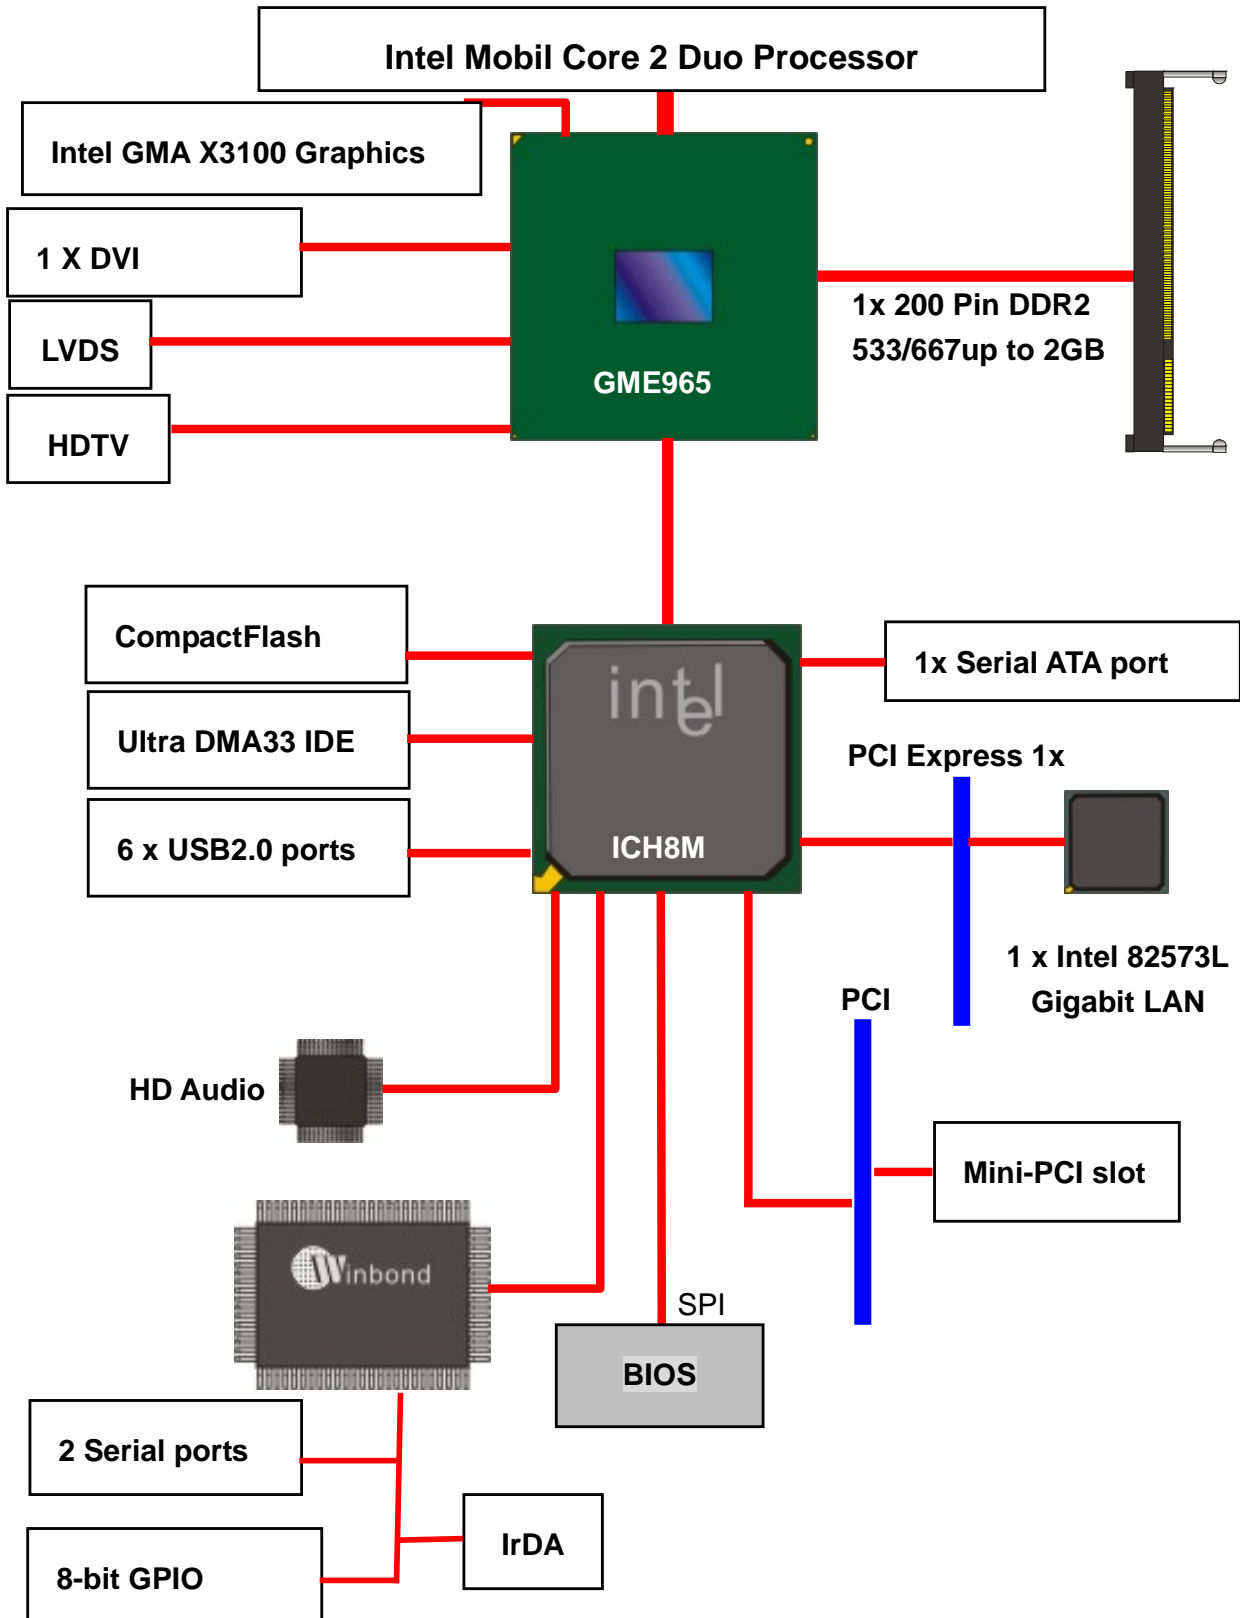 Intel Mobil Core 2 Duo Processor
Intel GMA X3100 Graphics
1 X DVI
LVDS
HDTV
GME965
1x 200 Pin DDR2
533/667up to 2GB
CompactFlash
Ultra DMA33 IDE
6 x USB2.0 ports
intel
ICH8M
1x Serial ATA port
PCI Express 1x
1 x Intel 82573L
Gigabit LAN
PCI
HD Audio
Mini-PCI slot
Winbond
SPI
BIOS
2 Serial ports
IrDA
8-bit GPIO